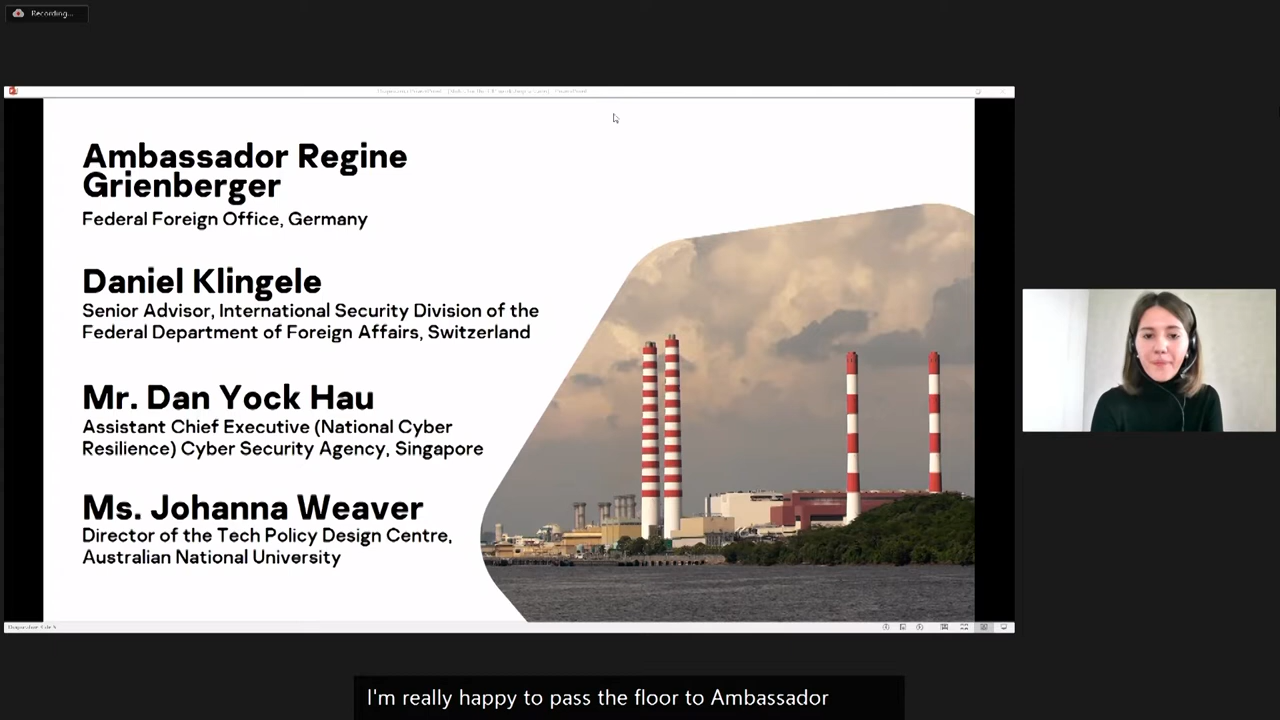 Recording...
Ambassador Regine
Grienberger
Federal Foreign Office, Germany
Daniel Klingele
Senior Advisor, International Security Division of the
Federal Department of Foreign Affairs, Switzerland
Mr. Dan Yock Hau
Assistant Chief Executive (National Cyber
Resilience) Cyber Security Agency, Singapore
Ms. Johanna Weaver
Director of the Tech Policy Design Centre,
Australian National University
I'm really happy to pass the floor to Ambassador